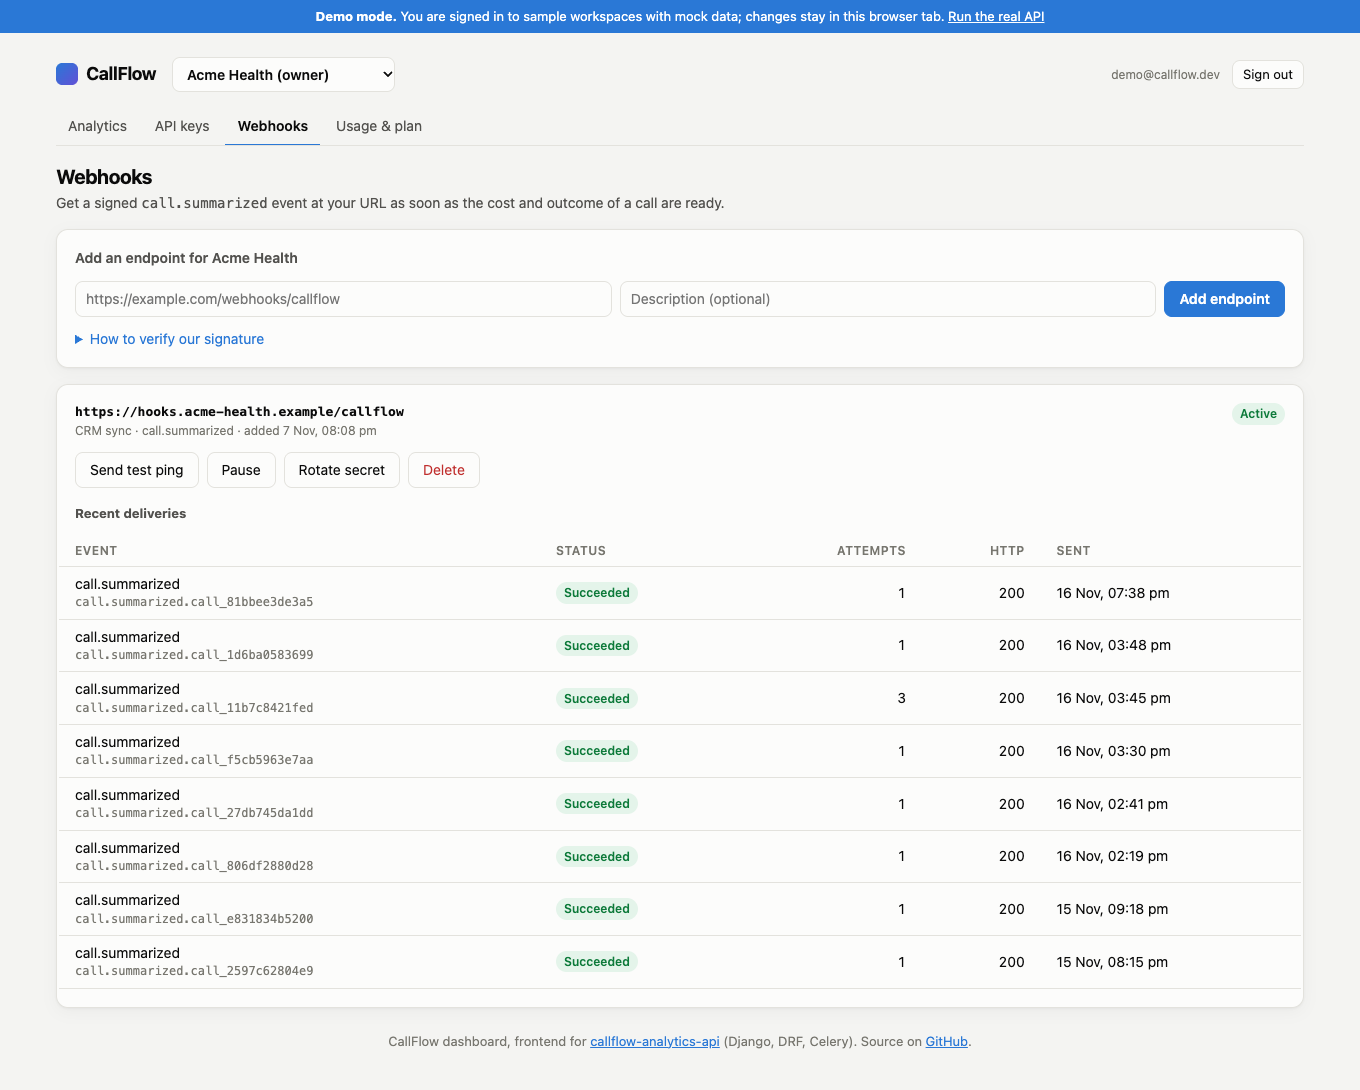 Demo mode. You are signed in to sample workspaces with mock data; changes stay in this browser tab. Run the real API
CallFlow Acme Health (owner) demo@callflow.dev Sign out
Analytics API keys Webhooks Usage & plan
Webhooks
Get a signed call.summarized event at your URL as soon as the cost and outcome of a call are ready.
Add an endpoint for Acme Health
https://example.com/webhooks/callflow Description (optional) Add endpoint
How to verify our signature
https://hooks.acme-health.example/callflow Active
CRM sync · call.summarized · added 7 Nov, 08:08 pm
Send test ping Pause Rotate secret Delete
Recent deliveries
EVENT STATUS ATTEMPTS HTTP SENT
call.summarized Succeeded 1 200 16 Nov, 07:38 pm
call.summarized.call_81bbee3de3a5
call.summarized Succeeded 1 200 16 Nov, 03:48 pm
call.summarized.call_1d6ba0583699
call.summarized Succeeded 3 200 16 Nov, 03:45 pm
call.summarized.call_11b7c8421fed
call.summarized Succeeded 1 200 16 Nov, 03:30 pm
call.summarized.call_f5cb5963e7aa
call.summarized Succeeded 1 200 16 Nov, 02:41 pm
call.summarized.call_27db745da1dd
call.summarized Succeeded 1 200 16 Nov, 02:19 pm
call.summarized.call_806df2880d28
call.summarized Succeeded 1 200 15 Nov, 09:18 pm
call.summarized.call_e831834b5200
call.summarized Succeeded 1 200 15 Nov, 08:15 pm
call.summarized.call_2597c62804e9
CallFlow dashboard, frontend for callflow-analytics-api (Django, DRF, Celery). Source on GitHub.